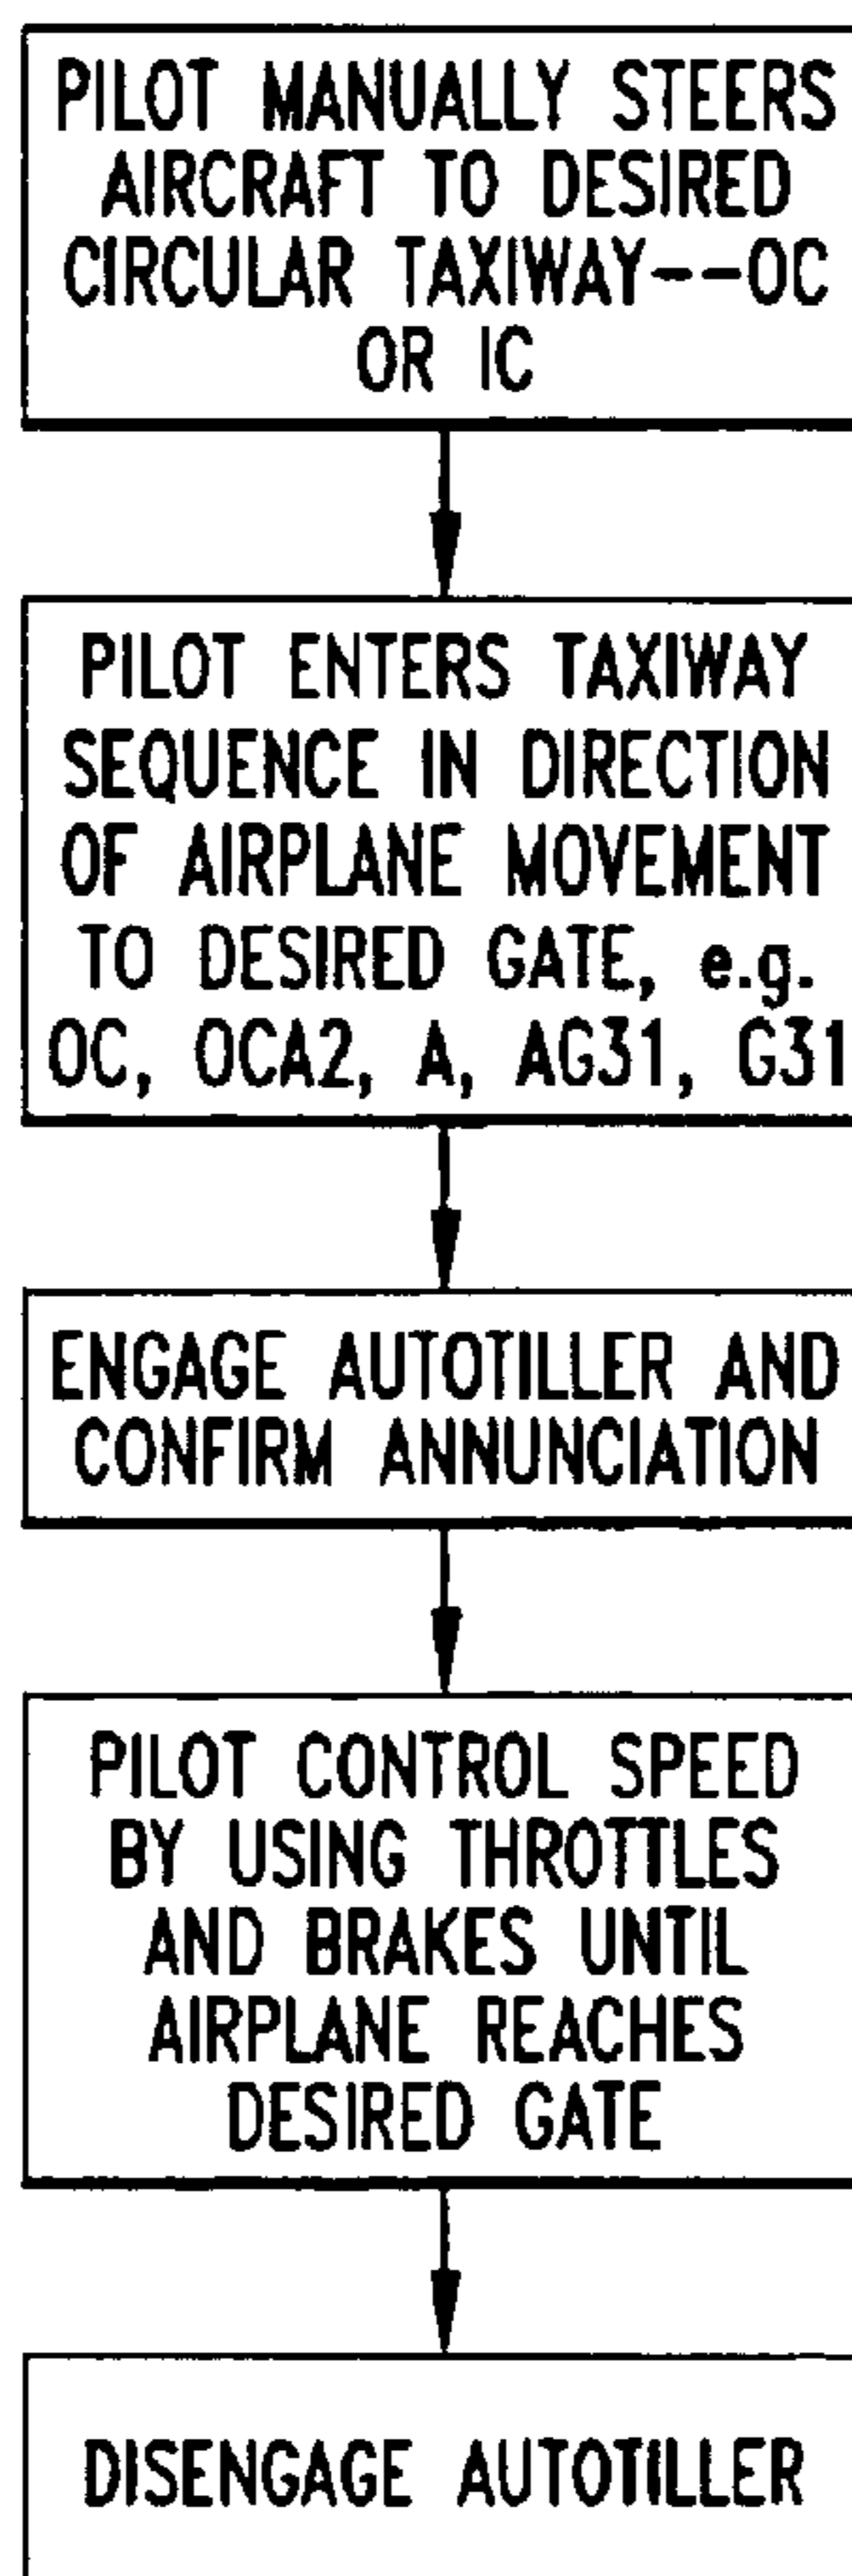 PILOT MANUALLY STEERS
AIRCRAFT TO DESIRED
CIRCULAR TAXIWAY--OC
OR IC
PILOT ENTERS TAXIWAY
SEQUENCE IN DIRECTION
OF AIRPLANE MOVEMENT
TO DESIRED GATE, e.g.
OC, OCA2, A, AG31, G31
ENGAGE AUTOTILLER AND
CONFIRM ANNUNCIATION
PILOT CONTROL SPEED
BY USING THROTTLES
AND BRAKES UNTIL
AIRPLANE REACHES
DESIRED GATE
DISENGAGE AUTOTILLER